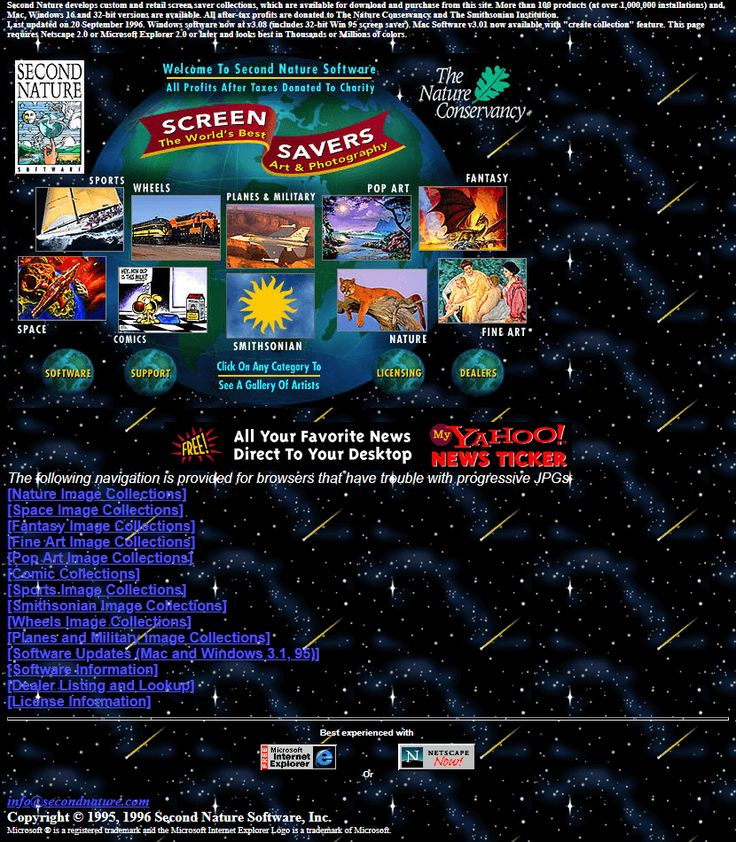 Second Nature develops custom and retail screen saver collections, which are available for download and purchase from this site. More than 100 products (at over 1,000,000 installations) and,
Mac, Windows 16 and 32-bit versions are available. All after-tax profits are donated to The Nature Conservancy and The Smithsonian Institution.
Last updated on 20 September 1996. Windows software now at v3.08 (includes 32-bit Win 95 screen saver). Mac Software v3.01 now available with "create collection" feature. This page
requires Netscape 2.0 or Microsoft Explorer 2.0 or later and looks best in Thousands or Millions of colors.
SECOND
NATURE
SOFTWARE
Welcome To Second Nature Software
All Profits After Taxes Donated To Charity
The
Nature
Conservancy
SCREEN
SAVERS
The World's Best
Art & Photography
SPORTS
WHEELS
PLANES & MILITARY
POP ART
FANTASY
SPACE
HEY, HOW OLD
IS THIS MILK?
COMICS
SMITHSONIAN
NATURE
FINE ART
SOFTWARE
SUPPORT
Click On Any Category To
See A Gallery Of Artists
LICENSING
DEALERS
FREE!
All Your Favorite News
Direct To Your Desktop
My YAHOO!
NEWS TICKER
The following navigation is provided for browsers that have trouble with progressive JPGs
[Nature Image Collections]
[Space Image Collections]
[Fantasy Image Collections]
[Fine Art Image Collections]
[Pop Art Image Collections]
[Comic Collections]
[Sports Image Collections]
[Smithsonian Image Collections]
[Wheels Image Collections]
[Planes and Military Image Collections]
[Software Updates (Mac and Windows 3.1, 95)]
[Software Information]
[Dealer Listing and Lookup]
[License Information]
Best experienced with
FREE
Microsoft
Internet
Explorer
N
NETSCAPE
Now!
Or
info@secondnature.com
Copyright © 1995, 1996 Second Nature Software, Inc.
Microsoft ® is a registered trademark and the Microsoft Internet Explorer Logo is a trademark of Microsoft.